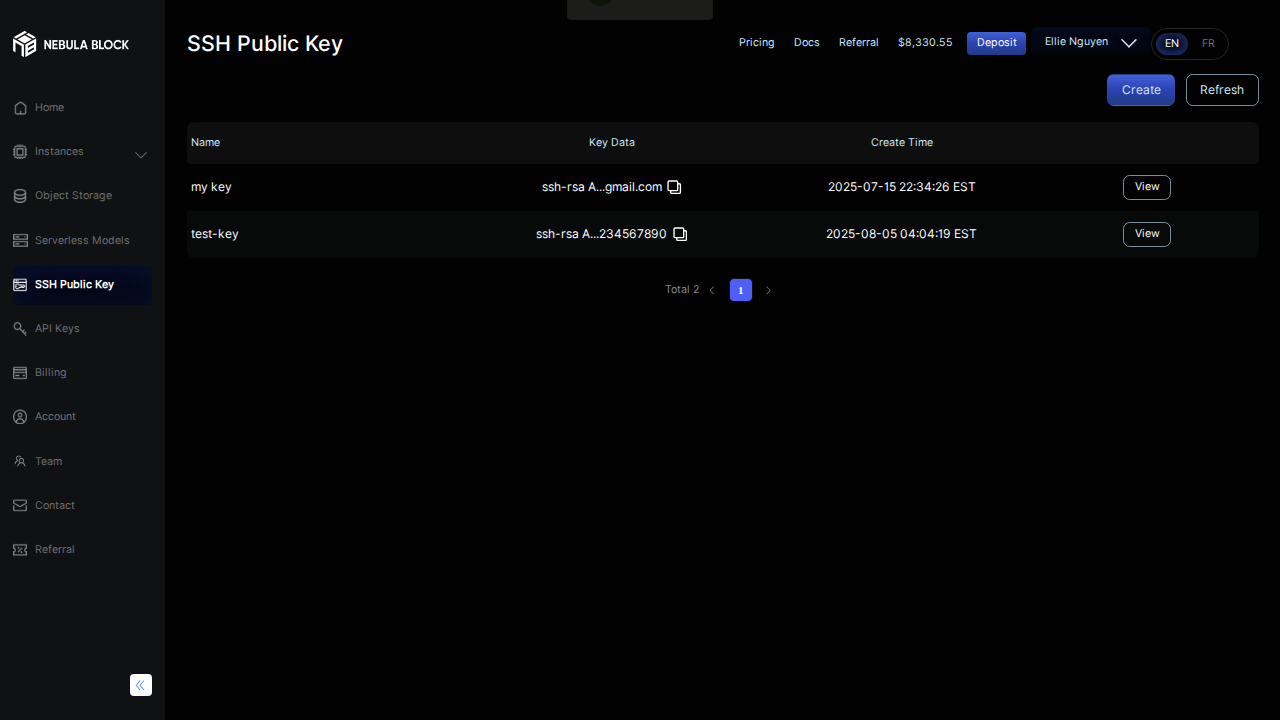 NEBULA BLOCK
Home
Instances
Object Storage
Serverless Models
SSH Public Key
API Keys
Billing
Account
Team
Contact
Referral
SSH Public Key
Pricing Docs Referral $8,330.55 Deposit Ellie Nguyen EN FR
Create Refresh
Name Key Data Create Time
my key ssh-rsa A...gmail.com 2025-07-15 22:34:26 EST View
test-key ssh-rsa A...234567890 2025-08-05 04:04:19 EST View
Total 2 1